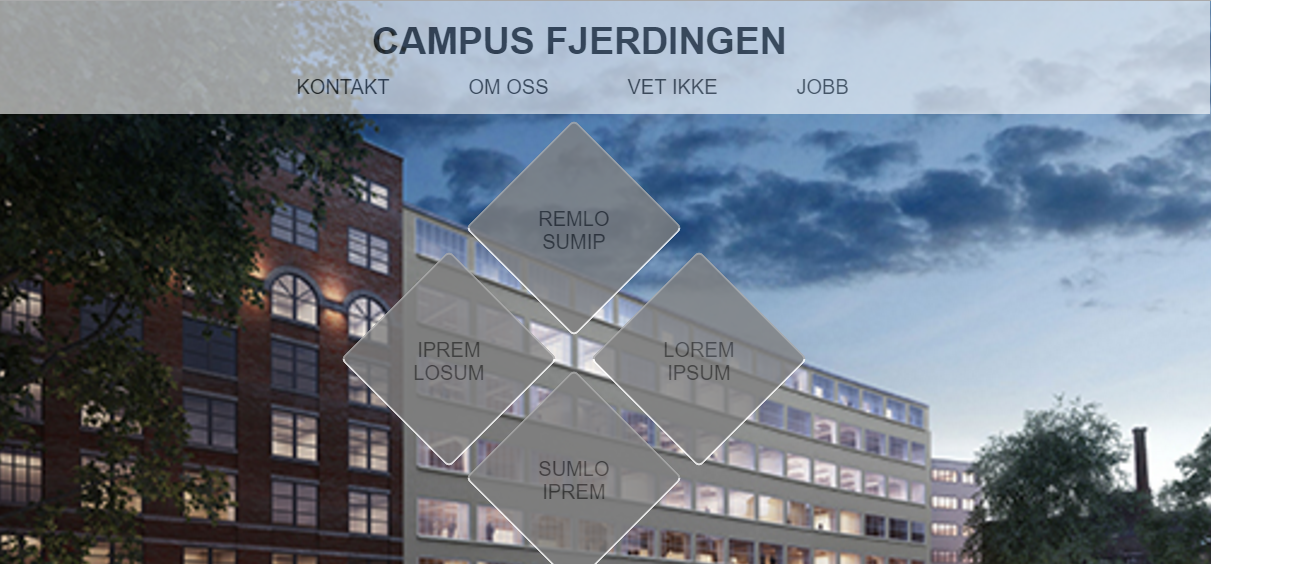 CAMPUS FJERDINGEN
KONTAKT OM OSS VET IKKE JOBB
REMLO
SUMIP
IPREM
LOSUM
LOREM
IPSUM
SUMLO
IPREM